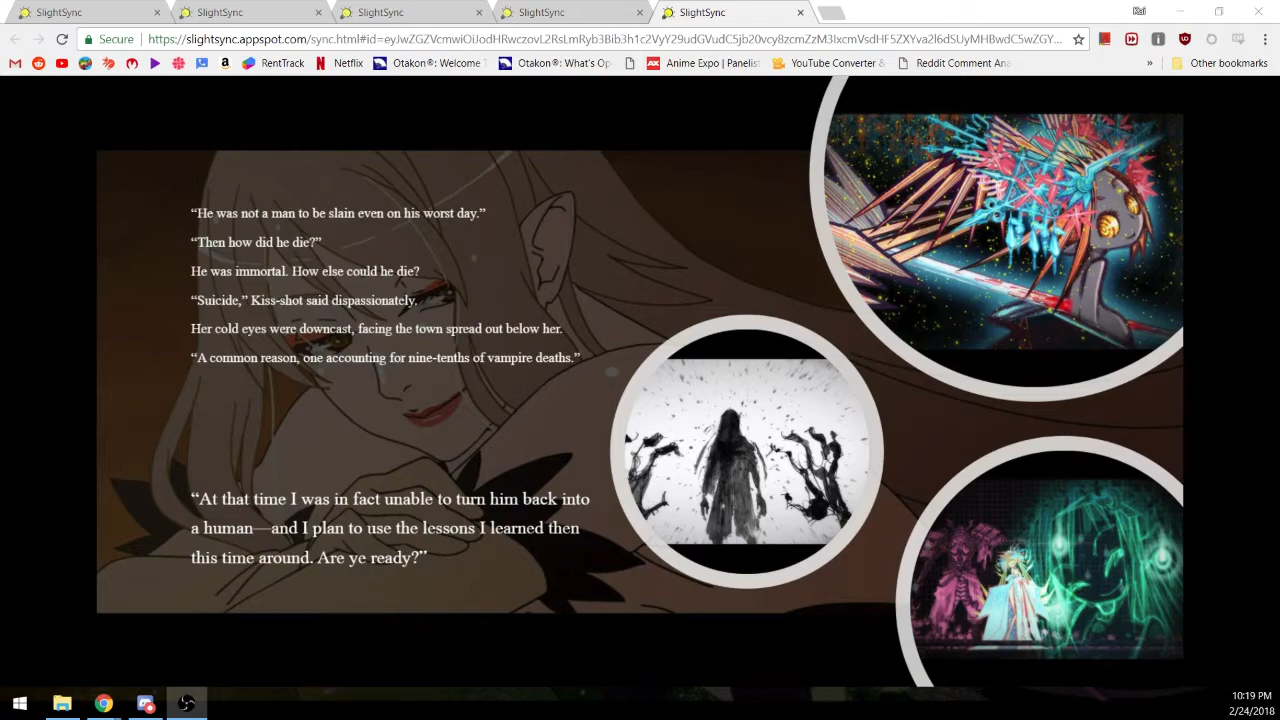 SlightSync
SlightSync
SlightSync
SlightSync
SlightSync
Secure
https://slightsync.appspot.com/sync.html#id=
RentTrack
Netflix
Otakon®: Welcome T
Otakon®: What's Op
Anime Expo | Panelist
YouTube Converter &
Reddit Comment Ana
»
Other bookmarks
“He was not a man to be slain even on his worst day.”
“Then how did he die?”
He was immortal. How else could he die?
“Suicide,” Kiss-shot said dispassionately.
Her cold eyes were downcast, facing the town spread out below her.
“A common reason, one accounting for nine-tenths of vampire deaths.”
“At that time I was in fact unable to turn him back into
a human—and I plan to use the lessons I learned then
this time around. Are ye ready?”
10:19 PM
2/24/2018